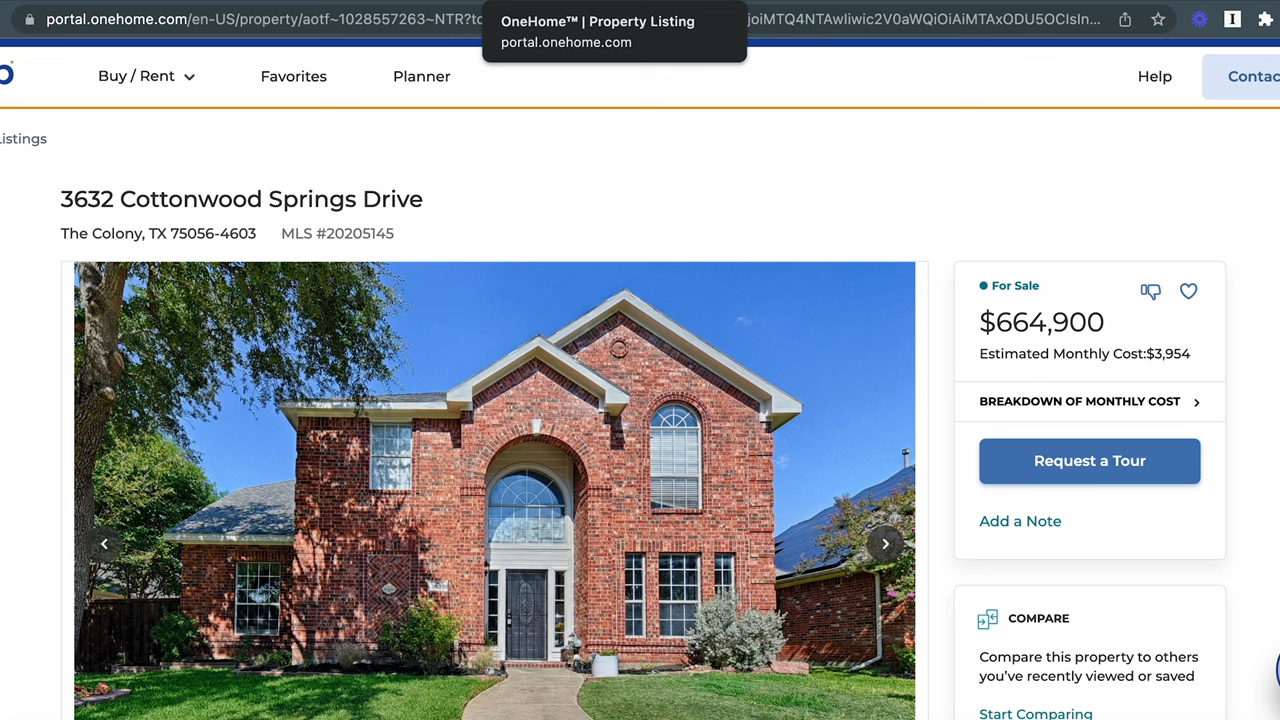 portal.onehome.com/en-US/property/aotf~1028557263~NTR?to
OneHome™ | Property Listing
portal.onehome.com
joiMTQ4NTAwIiwic2V0aWQiOiAiMTAxODU5OCIsIn...
Buy / Rent
Favorites
Planner
Help
Contac
Listings
3632 Cottonwood Springs Drive
The Colony, TX 75056-4603 MLS #20205145
For Sale
$664,900
Estimated Monthly Cost:$3,954
BREAKDOWN OF MONTHLY COST
Request a Tour
Add a Note
COMPARE
Compare this property to others
you've recently viewed or saved
Start Comparing